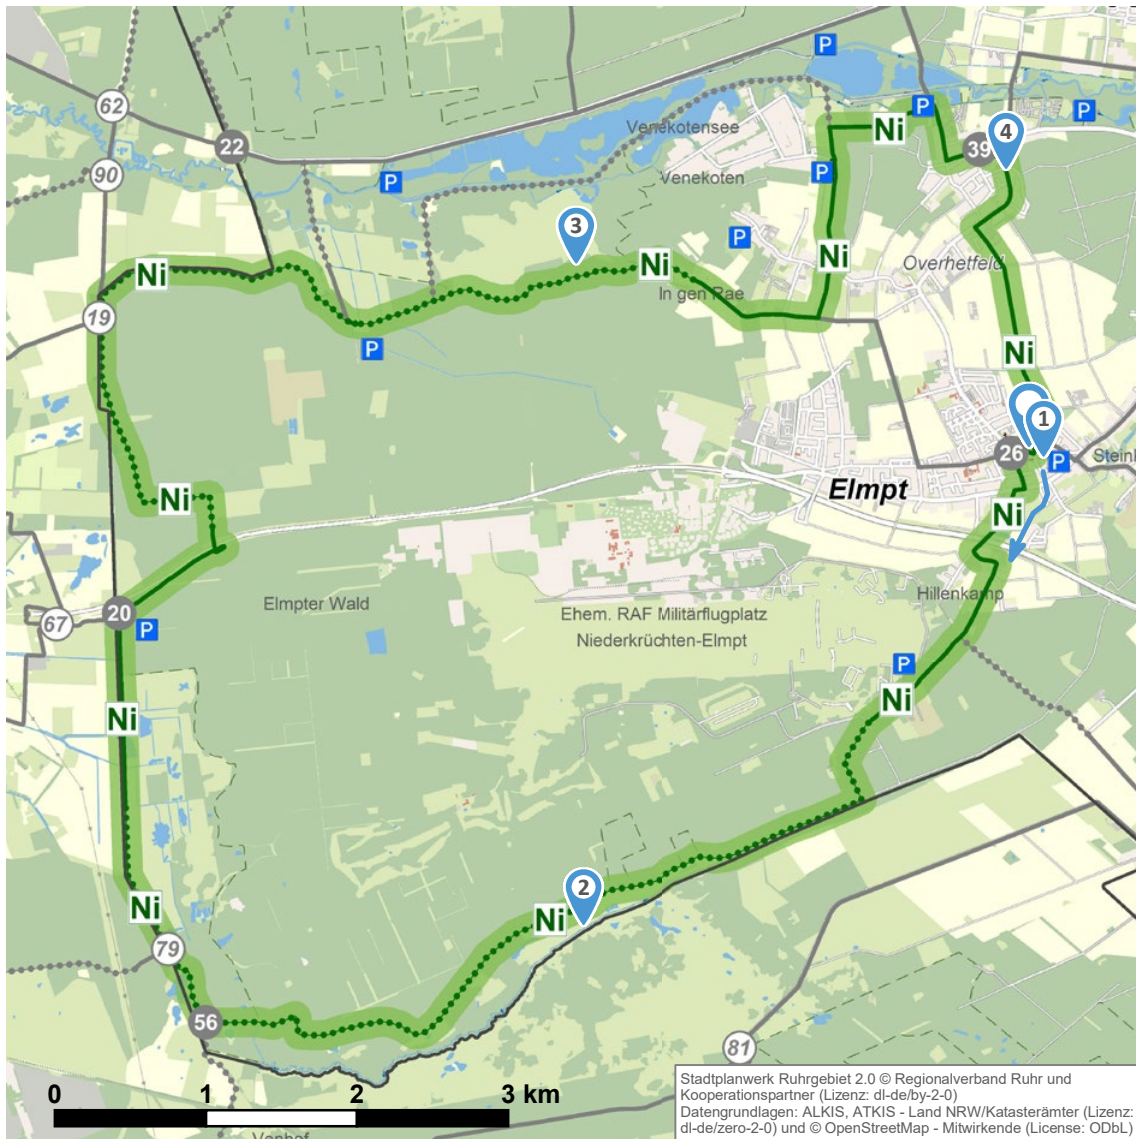 P
62
Ni
P
P
Venekotensee
39
4
22
90
Venekoten
P
P
3
P
Ni
Ni
Ni
Overhetfeld
In gen Rae
19
P
Ni
1
26
P
Elmpt
Ni
Ni
Hillenkamp
20
P
67
Elmpter Wald
Ehem. RAF Militärflugplatz
Niederkrüchten-Elmpt
P
Ni
Ni
2
Ni
Ni
79
56
81
0 1 2 3 km
Stadtplanwerk Ruhrgebiet 2.0 © Regionalverband Ruhr und
Kooperationspartner (Lizenz: dl-de/by-2-0)
Datengrundlagen: ALKIS, ATKIS - Land NRW/Katasterämter (Lizenz:
dl-de/zero-2-0) und © OpenStreetMap - Mitwirkende (License: ODbL)